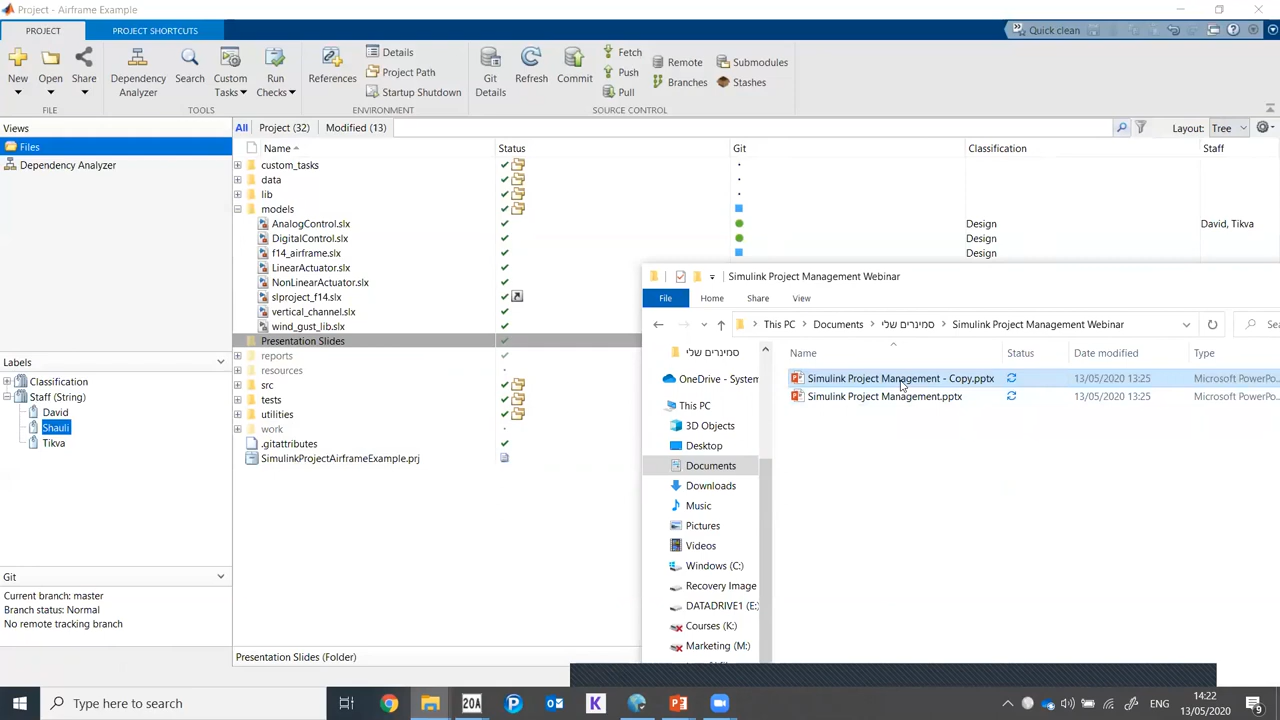 Project - Airframe Example
PROJECT
PROJECT SHORTCUTS
Quick clean
New
Open
Share
Dependency
Analyzer
Search
Custom
Tasks
Run
Checks
References
Details
Project Path
Startup Shutdown
Git
Details
Refresh
Commit
Fetch
Push
Pull
Remote
Branches
Submodules
Stashes
FILE
TOOLS
ENVIRONMENT
SOURCE CONTROL
Views
Files
Dependency Analyzer
All
Project (32)
Modified (13)
Layout:
Tree
Name
Status
Git
Classification
Staff
custom_tasks
data
lib
models
AnalogControl.slx
Design
David, Tikva
DigitalControl.slx
Design
f14_airframe.slx
Design
LinearActuator.slx
NonLinearActuator.slx
slproject_f14.slx
vertical_channel.slx
wind_gust_lib.slx
Presentation Slides
reports
resources
src
tests
utilities
work
.gitattributes
SimulinkProjectAirframeExample.prj
Labels
Classification
Staff (String)
David
Shauli
Tikva
Git
Current branch: master
Branch status: Normal
No remote tracking branch
Presentation Slides (Folder)
Simulink Project Management Webinar
File
Home
Share
View
This PC
Documents
סמינרים שלי
Simulink Project Management Webinar
סמינרים שלי
OneDrive - System
This PC
3D Objects
Desktop
Documents
Downloads
Music
Pictures
Videos
Windows (C:)
Recovery Image
DATADRIVE1 (E:)
Courses (K:)
Marketing (M:)
Name
Status
Date modified
Type
Simulink Project Management - Copy.pptx
13/05/2020 13:25
Microsoft PowerPo...
Simulink Project Management.pptx
13/05/2020 13:25
Microsoft PowerPo...
Type here to search
20A
K
ENG
14:22
13/05/2020
9